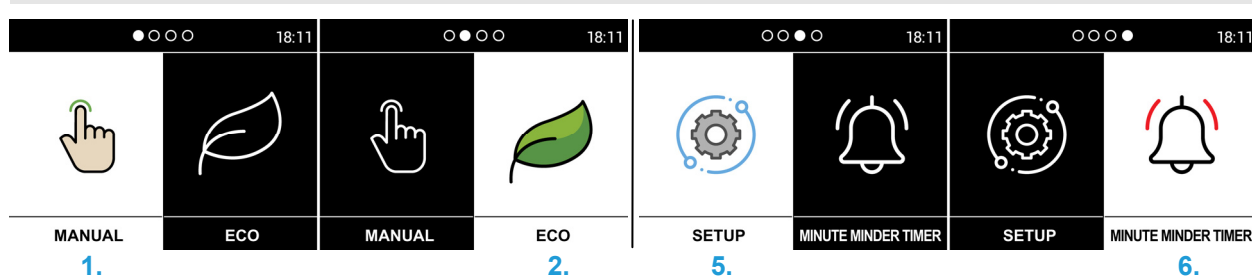 18:11 18:11 18:11 18:11
MANUAL ECO MANUAL ECO SETUP MINUTE MINDER TIMER SETUP MINUTE MINDER TIMER
1. 2. 5. 6.